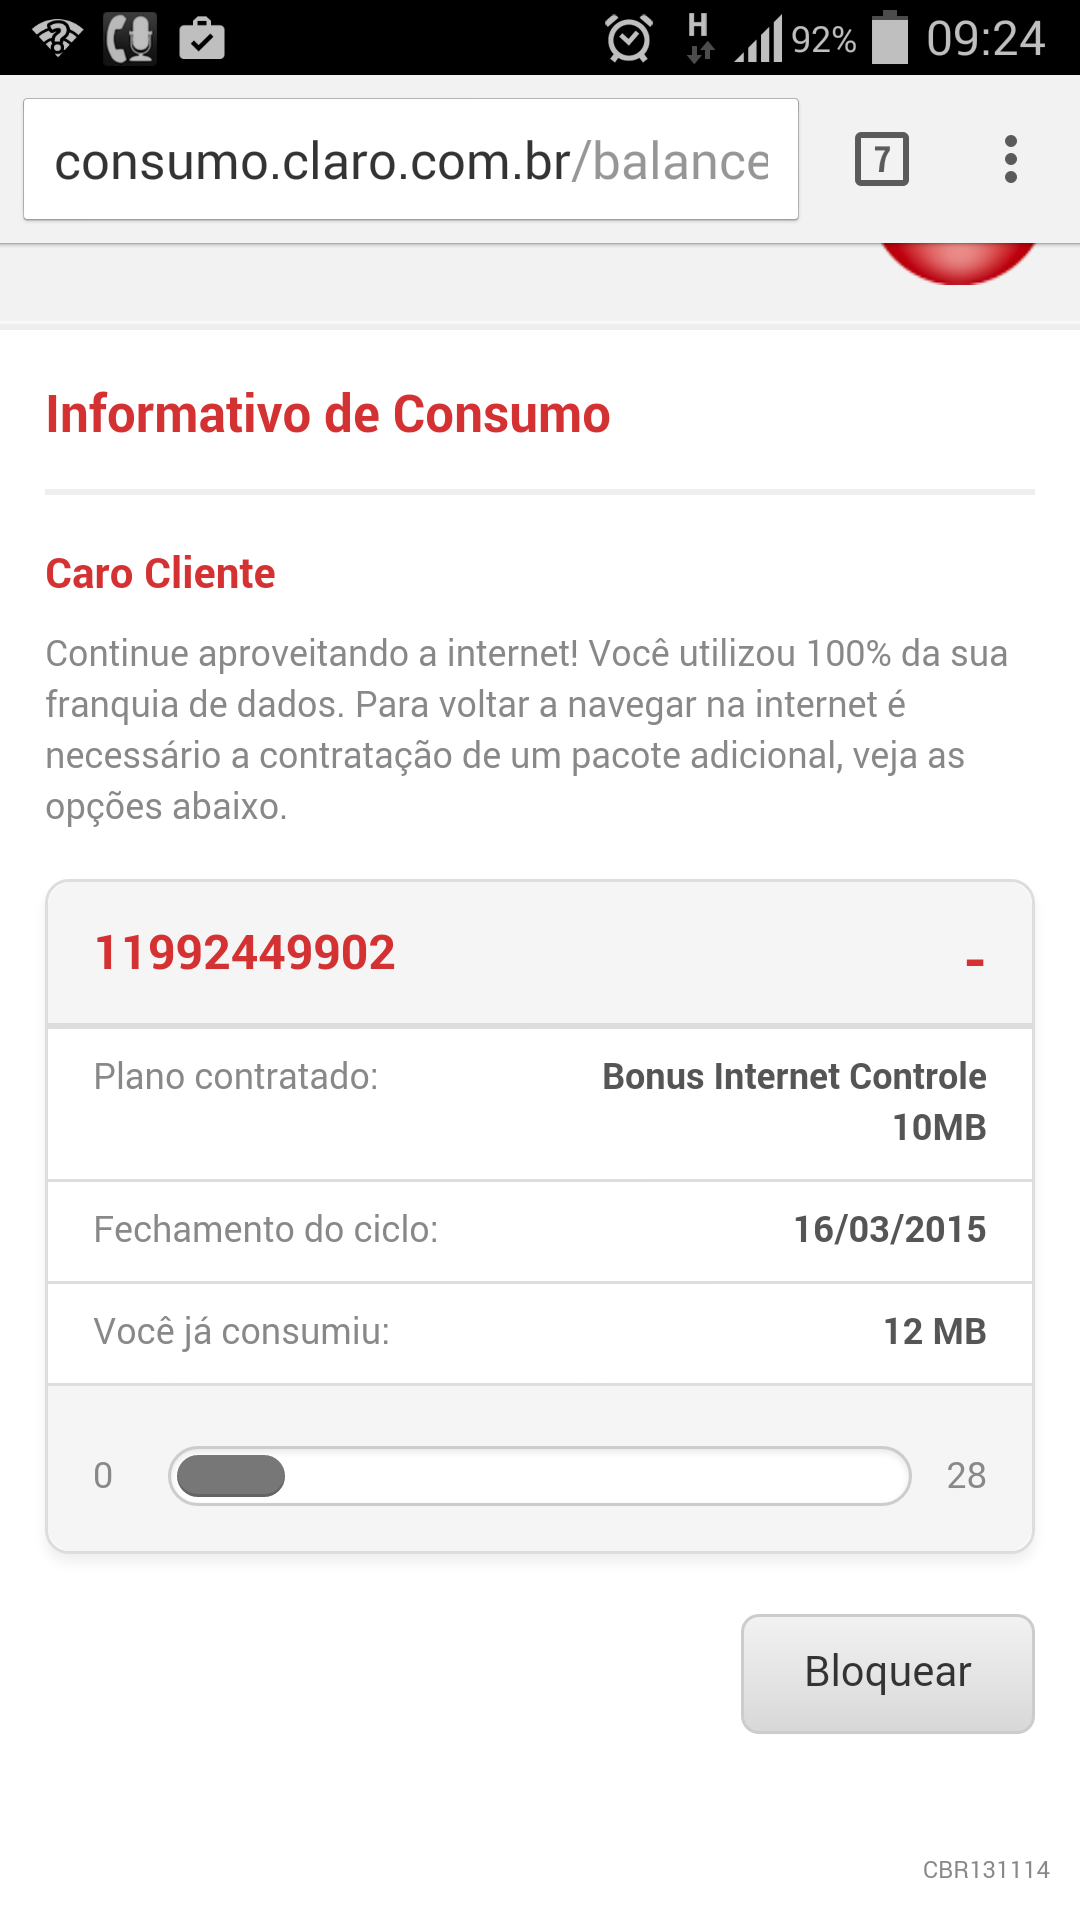 H
92%
09:24
consumo.claro.com.br/balance
7
Informativo de Consumo
Caro Cliente
Continue aproveitando a internet! Você utilizou 100% da sua
franquia de dados. Para voltar a navegar na internet é
necessário a contratação de um pacote adicional, veja as
opções abaixo.
11992449902 -
Plano contratado: Bonus Internet Controle
10MB
Fechamento do ciclo: 16/03/2015
Você já consumiu: 12 MB
0 28
Bloquear
CBR131114